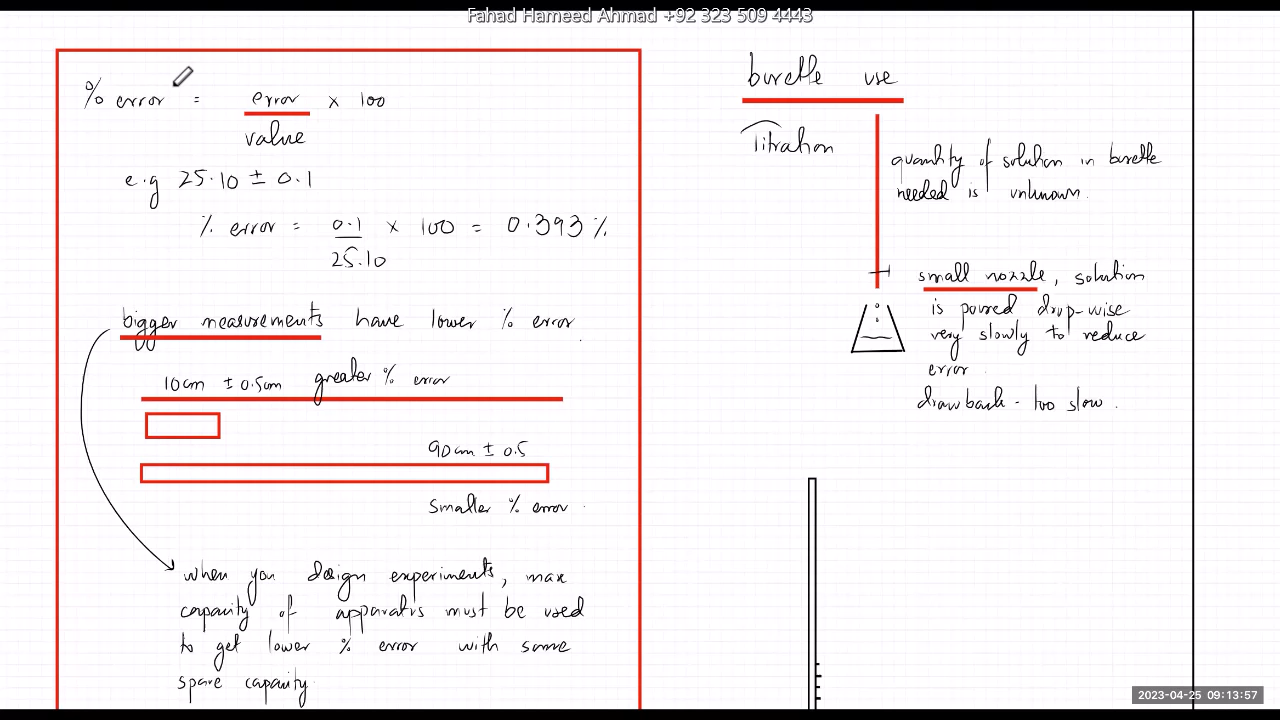 Fahad Hameed Ahmad +92 323 509 4443
% error = error × 100
value
e.g 25.10 ± 0.1
% error = 0.1 × 100 = 0.393 %
25.10
bigger measurements have lower % error
10cm ± 0.5cm greater % error
90cm ± 0.5
smaller % error
when you design experiments, max
capacity of apparatus must be used
to get lower % error with some
spare capacity
burette use
Titration
quantity of solution in burette
needed is unknown.
small nozzle, solution
is poured drop-wise
very slowly to reduce
error
drawback - too slow.
2023-04-25 09:13:57